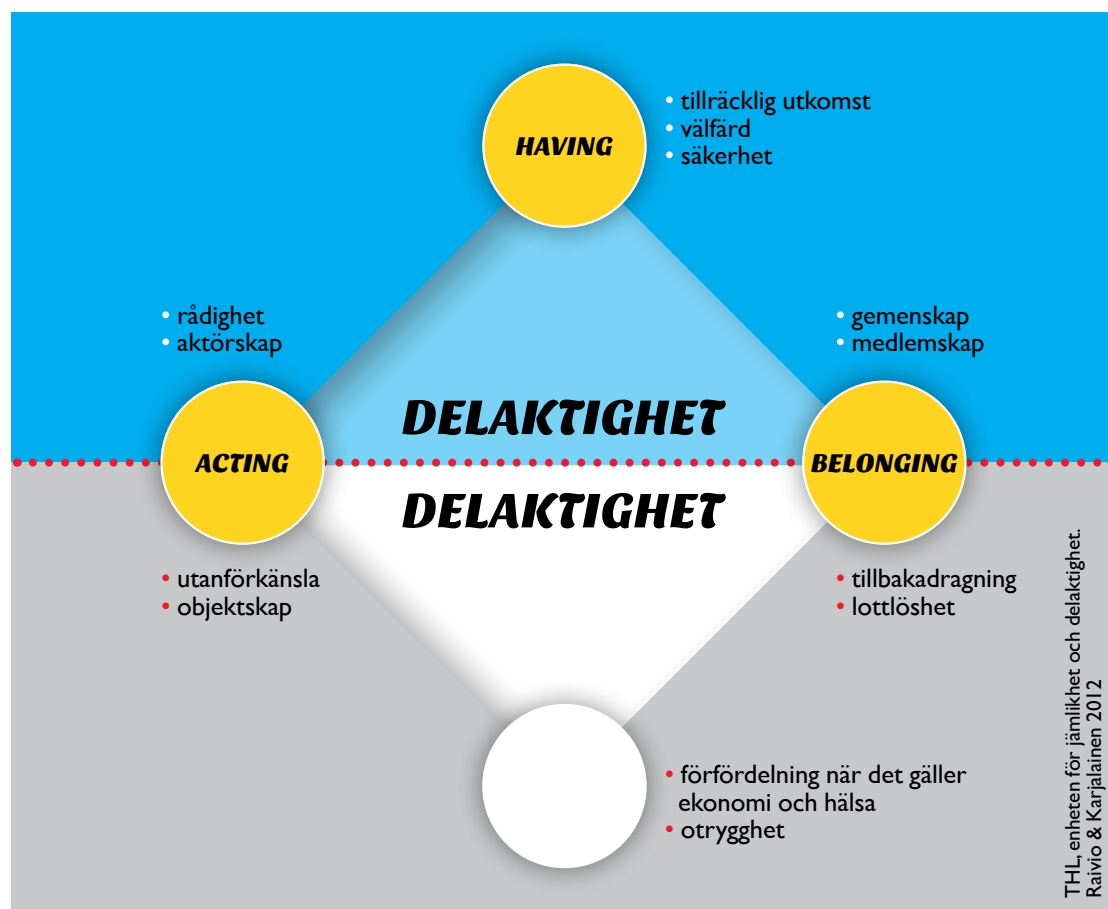 HAVING
• tillräcklig utkomst
• välfärd
• säkerhet
• rådighet
• aktörskap
• gemenskap
• medlemskap
DELAKTIGHET
ACTING
BELONGING
DELAKTIGHET
• utanförkänsla
• objektskap
• tillbakadragning
• lottlöshet
• förfördelning när det gäller
ekonomi och hälsa
• otrygghet
THL, enheten för jämlikhet och delaktighet.
Raivio & Karjalainen 2012